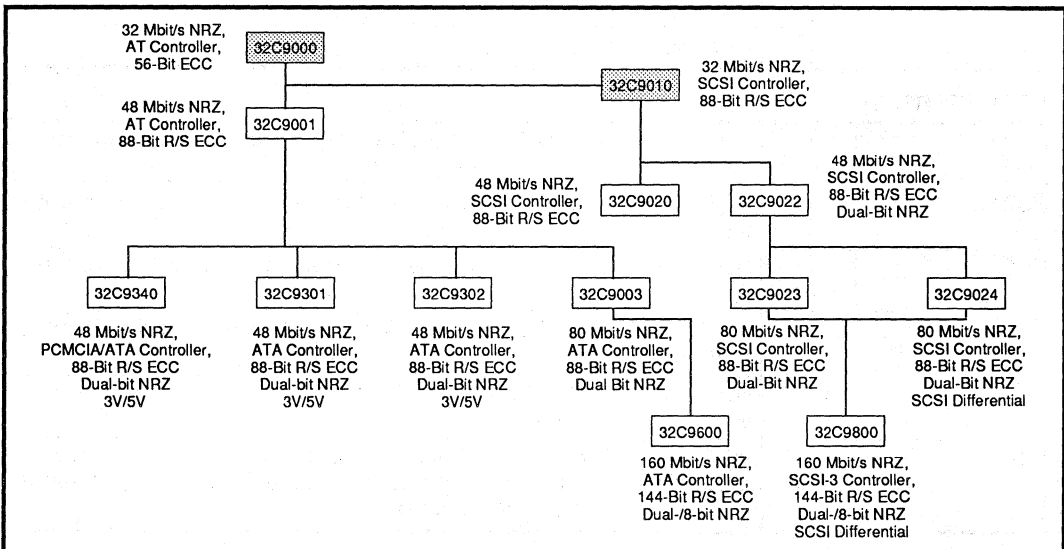 32 Mbit/s NRZ,
AT Controller,
56-Bit ECC
32C9000
32C9010
32 Mbit/s NRZ,
SCSI Controller,
88-Bit R/S ECC
48 Mbit/s NRZ,
AT Controller,
88-Bit R/S ECC
32C9001
48 Mbit/s NRZ,
SCSI Controller,
88-Bit R/S ECC
32C9020
32C9022
48 Mbit/s NRZ,
SCSI Controller,
88-Bit R/S ECC
Dual-Bit NRZ
32C9340
48 Mbit/s NRZ,
PCMCIA/ATA Controller,
88-Bit R/S ECC
Dual-bit NRZ
3V/5V
32C9301
48 Mbit/s NRZ,
ATA Controller,
88-Bit R/S ECC
Dual-bit NRZ
3V/5V
32C9302
48 Mbit/s NRZ,
ATA Controller,
88-Bit R/S ECC
Dual-Bit NRZ
3V/5V
32C9003
80 Mbit/s NRZ,
ATA Controller,
88-Bit R/S ECC
Dual Bit NRZ
32C9023
80 Mbit/s NRZ,
SCSI Controller,
88-Bit R/S ECC
Dual-Bit NRZ
32C9024
80 Mbit/s NRZ,
SCSI Controller,
88-Bit R/S ECC
Dual-Bit NRZ
SCSI Differential
32C9600
160 Mbit/s NRZ,
ATA Controller,
144-Bit R/S ECC
Dual-/8-bit NRZ
32C9800
160 Mbit/s NRZ,
SCSI-3 Controller,
144-Bit R/S ECC
Dual-/8-bit NRZ
SCSI Differential